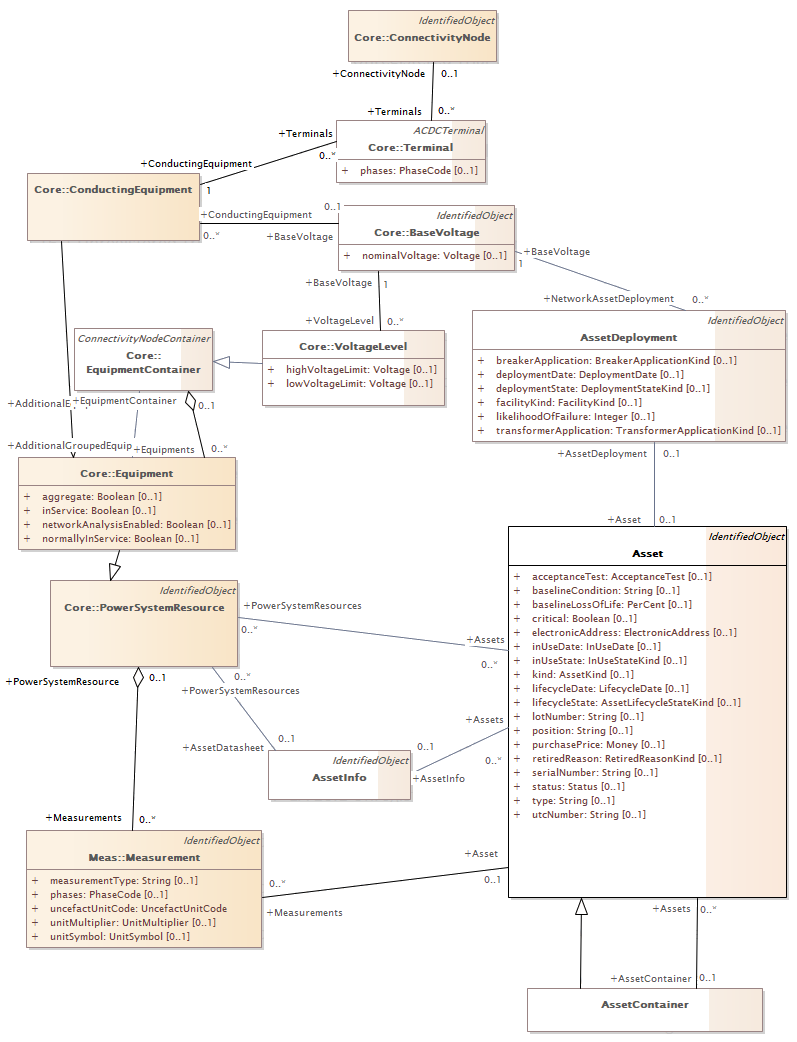 IdentifiedObject
Core::ConnectivityNode
+ConnectivityNode 0..1
+Terminals 0..*
ACDCTerminal
Core::Terminal
+ phases: PhaseCode [0..1]
+Terminals
0..*
+ConductingEquipment
1
Core::ConductingEquipment
0..1
+ConductingEquipment
0..*
+BaseVoltage
IdentifiedObject
Core::BaseVoltage
+ nominalVoltage: Voltage [0..1]
+BaseVoltage
1
+NetworkAssetDeployment 0..*
+BaseVoltage 1
+VoltageLevel 0..*
Core::VoltageLevel
+ highVoltageLimit: Voltage [0..1]
+ lowVoltageLimit: Voltage [0..1]
ConnectivityNodeContainer
Core::
EquipmentContainer
IdentifiedObject
AssetDeployment
+ breakerApplication: BreakerApplicationKind [0..1]
+ deploymentDate: DeploymentDate [0..1]
+ deploymentState: DeploymentStateKind [0..1]
+ facilityKind: FacilityKind [0..1]
+ likelihoodOfFailure: Integer [0..1]
+ transformerApplication: TransformerApplicationKind [0..1]
+EquipmentContainer
0..1
+AdditionalGroupedEquip
+Equipments 0..*
+AssetDeployment 0..1
+Asset 0..1
Core::Equipment
+ aggregate: Boolean [0..1]
+ inService: Boolean [0..1]
+ networkAnalysisEnabled: Boolean [0..1]
+ normallyInService: Boolean [0..1]
IdentifiedObject
Core::PowerSystemResource
+PowerSystemResources
0..*
+Assets
0..*
IdentifiedObject
Asset
+ acceptanceTest: AcceptanceTest [0..1]
+ baselineCondition: String [0..1]
+ baselineLossOfLife: PerCent [0..1]
+ critical: Boolean [0..1]
+ electronicAddress: ElectronicAddress [0..1]
+ inUseDate: InUseDate [0..1]
+ inUseState: InUseStateKind [0..1]
+ kind: AssetKind [0..1]
+ lifecycleDate: LifecycleDate [0..1]
+ lifecycleState: AssetLifecycleStateKind [0..1]
+ lotNumber: String [0..1]
+ position: String [0..1]
+ purchasePrice: Money [0..1]
+ retiredReason: RetiredReasonKind [0..1]
+ serialNumber: String [0..1]
+ status: Status [0..1]
+ type: String [0..1]
+ utcNumber: String [0..1]
+PowerSystemResource 0..1
0..*
+PowerSystemResources
+AssetDatasheet
0..1
IdentifiedObject
AssetInfo
0..1
+AssetInfo
+Assets
0..*
+Measurements 0..*
IdentifiedObject
Meas::Measurement
+ measurementType: String [0..1]
+ phases: PhaseCode [0..1]
+ uncefactUnitCode: UncefactUnitCode
+ unitMultiplier: UnitMultiplier [0..1]
+ unitSymbol: UnitSymbol [0..1]
0..*
+Measurements
+Asset
0..1
+Assets 0..*
+AssetContainer 0..1
AssetContainer